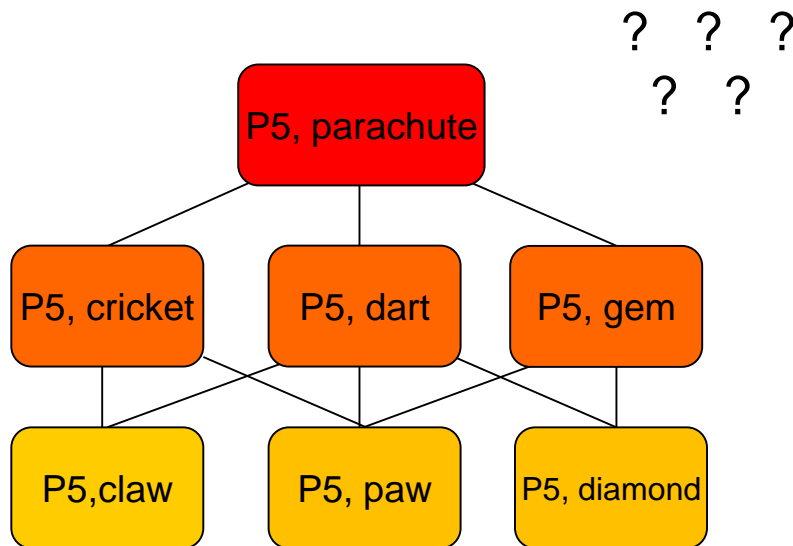 ? ? ?
? ?
P5, parachute
P5, cricket
P5, dart
P5, gem
P5,claw
P5, paw
P5, diamond